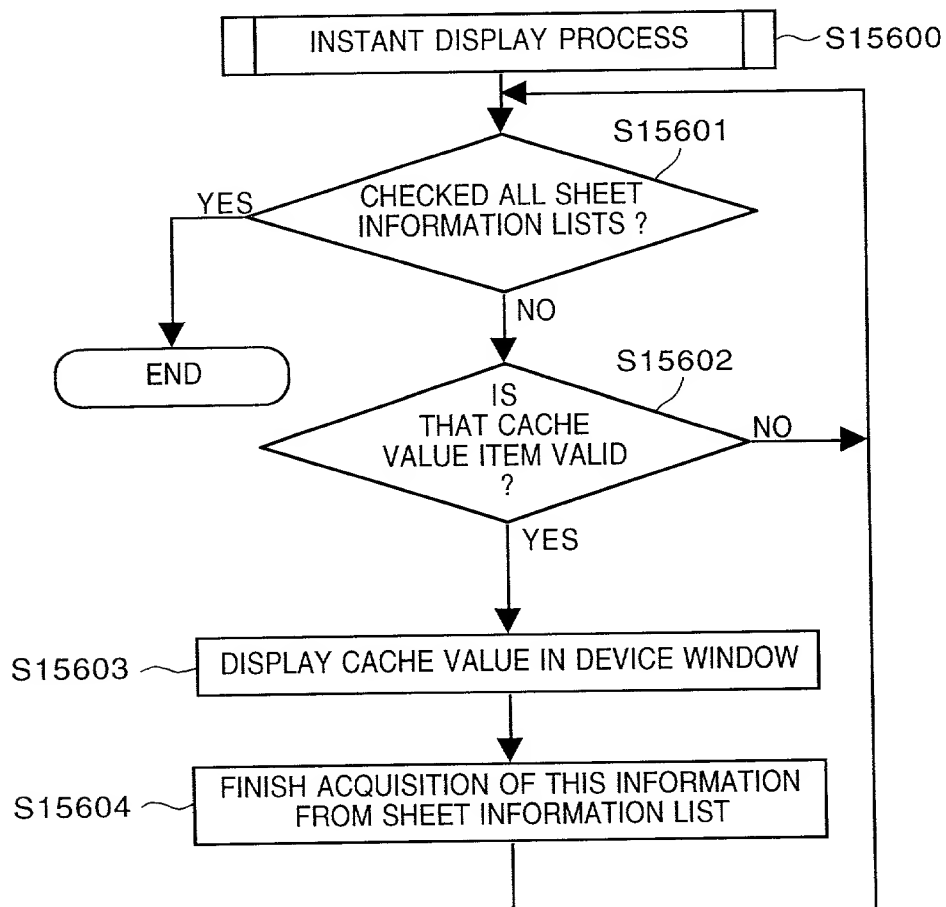 INSTANT DISPLAY PROCESS
S15600
S15601
CHECKED ALL SHEET
INFORMATION LISTS ?
YES
NO
END
S15602
IS
THAT CACHE
VALUE ITEM VALID
?
NO
YES
S15603
DISPLAY CACHE VALUE IN DEVICE WINDOW
S15604
FINISH ACQUISITION OF THIS INFORMATION
FROM SHEET INFORMATION LIST